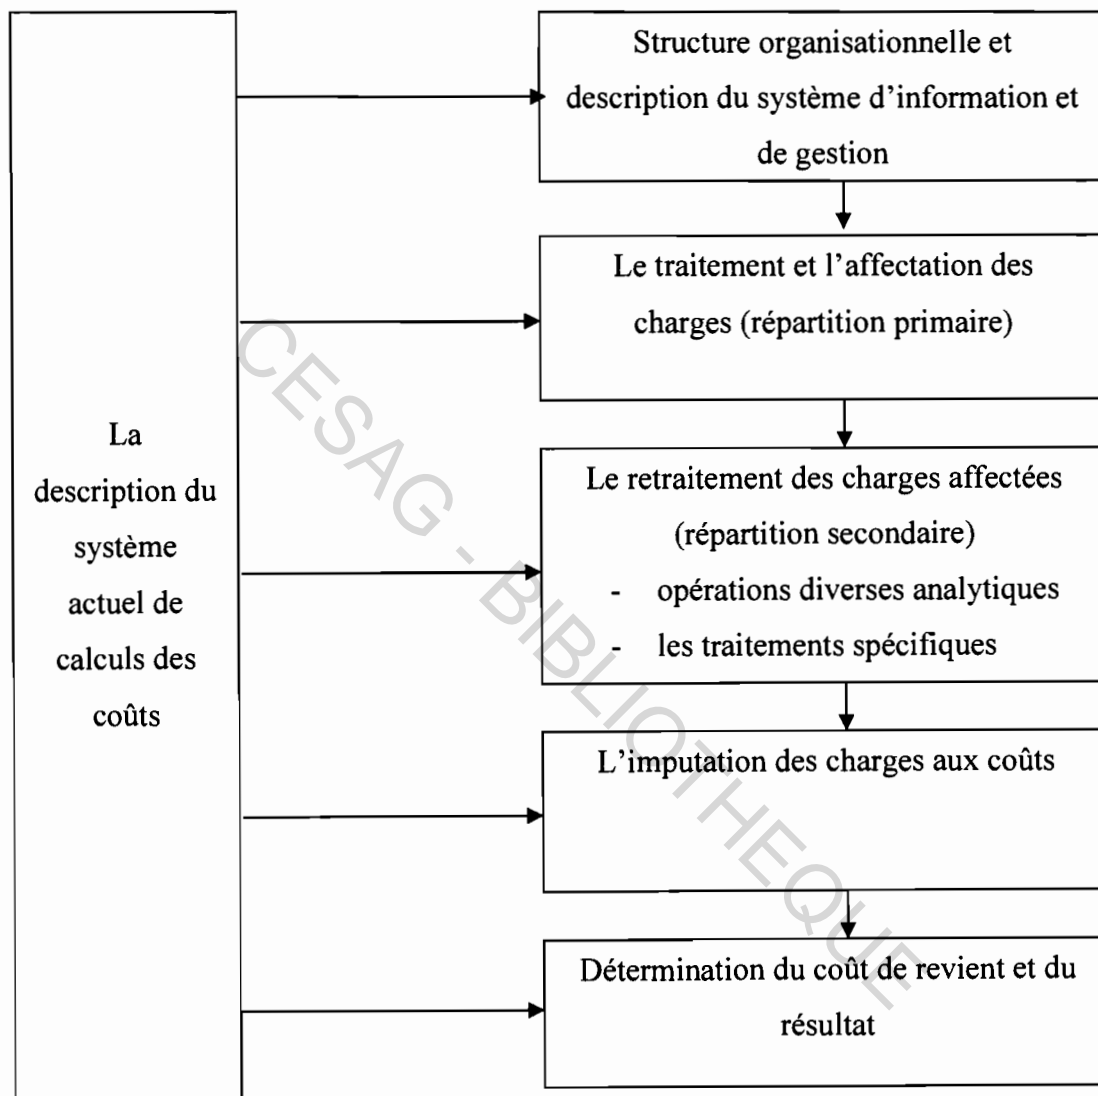 Structure organisationnelle et
description du système d'information et
de gestion
Le traitement et l'affectation des
charges (répartition primaire)
La
description du
système
actuel de
calculs des
coûts
Le retraitement des charges affectées
(répartition secondaire)
- opérations diverses analytiques
- les traitements spécifiques
L'imputation des charges aux coûts
Détermination du coût de revient et du
résultat
CESAG - BIBLIOTHEQUE